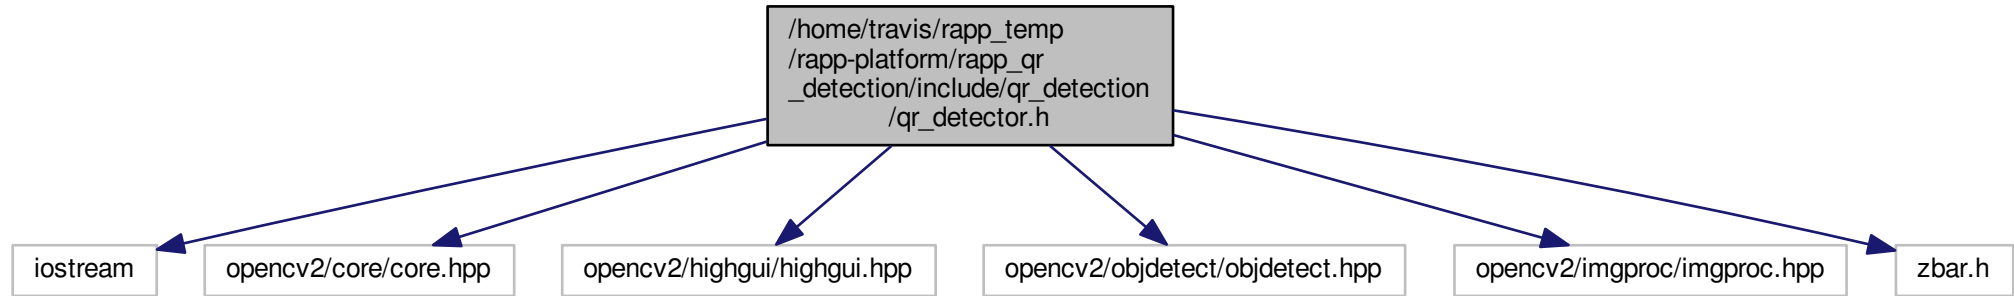 /home/travis/rapp_temp
/rapp-platform/rapp_qr
_detection/include/qr_detection
/qr_detector.h
iostream
opencv2/core/core.hpp
opencv2/highgui/highgui.hpp
opencv2/objdetect/objdetect.hpp
opencv2/imgproc/imgproc.hpp
zbar.h